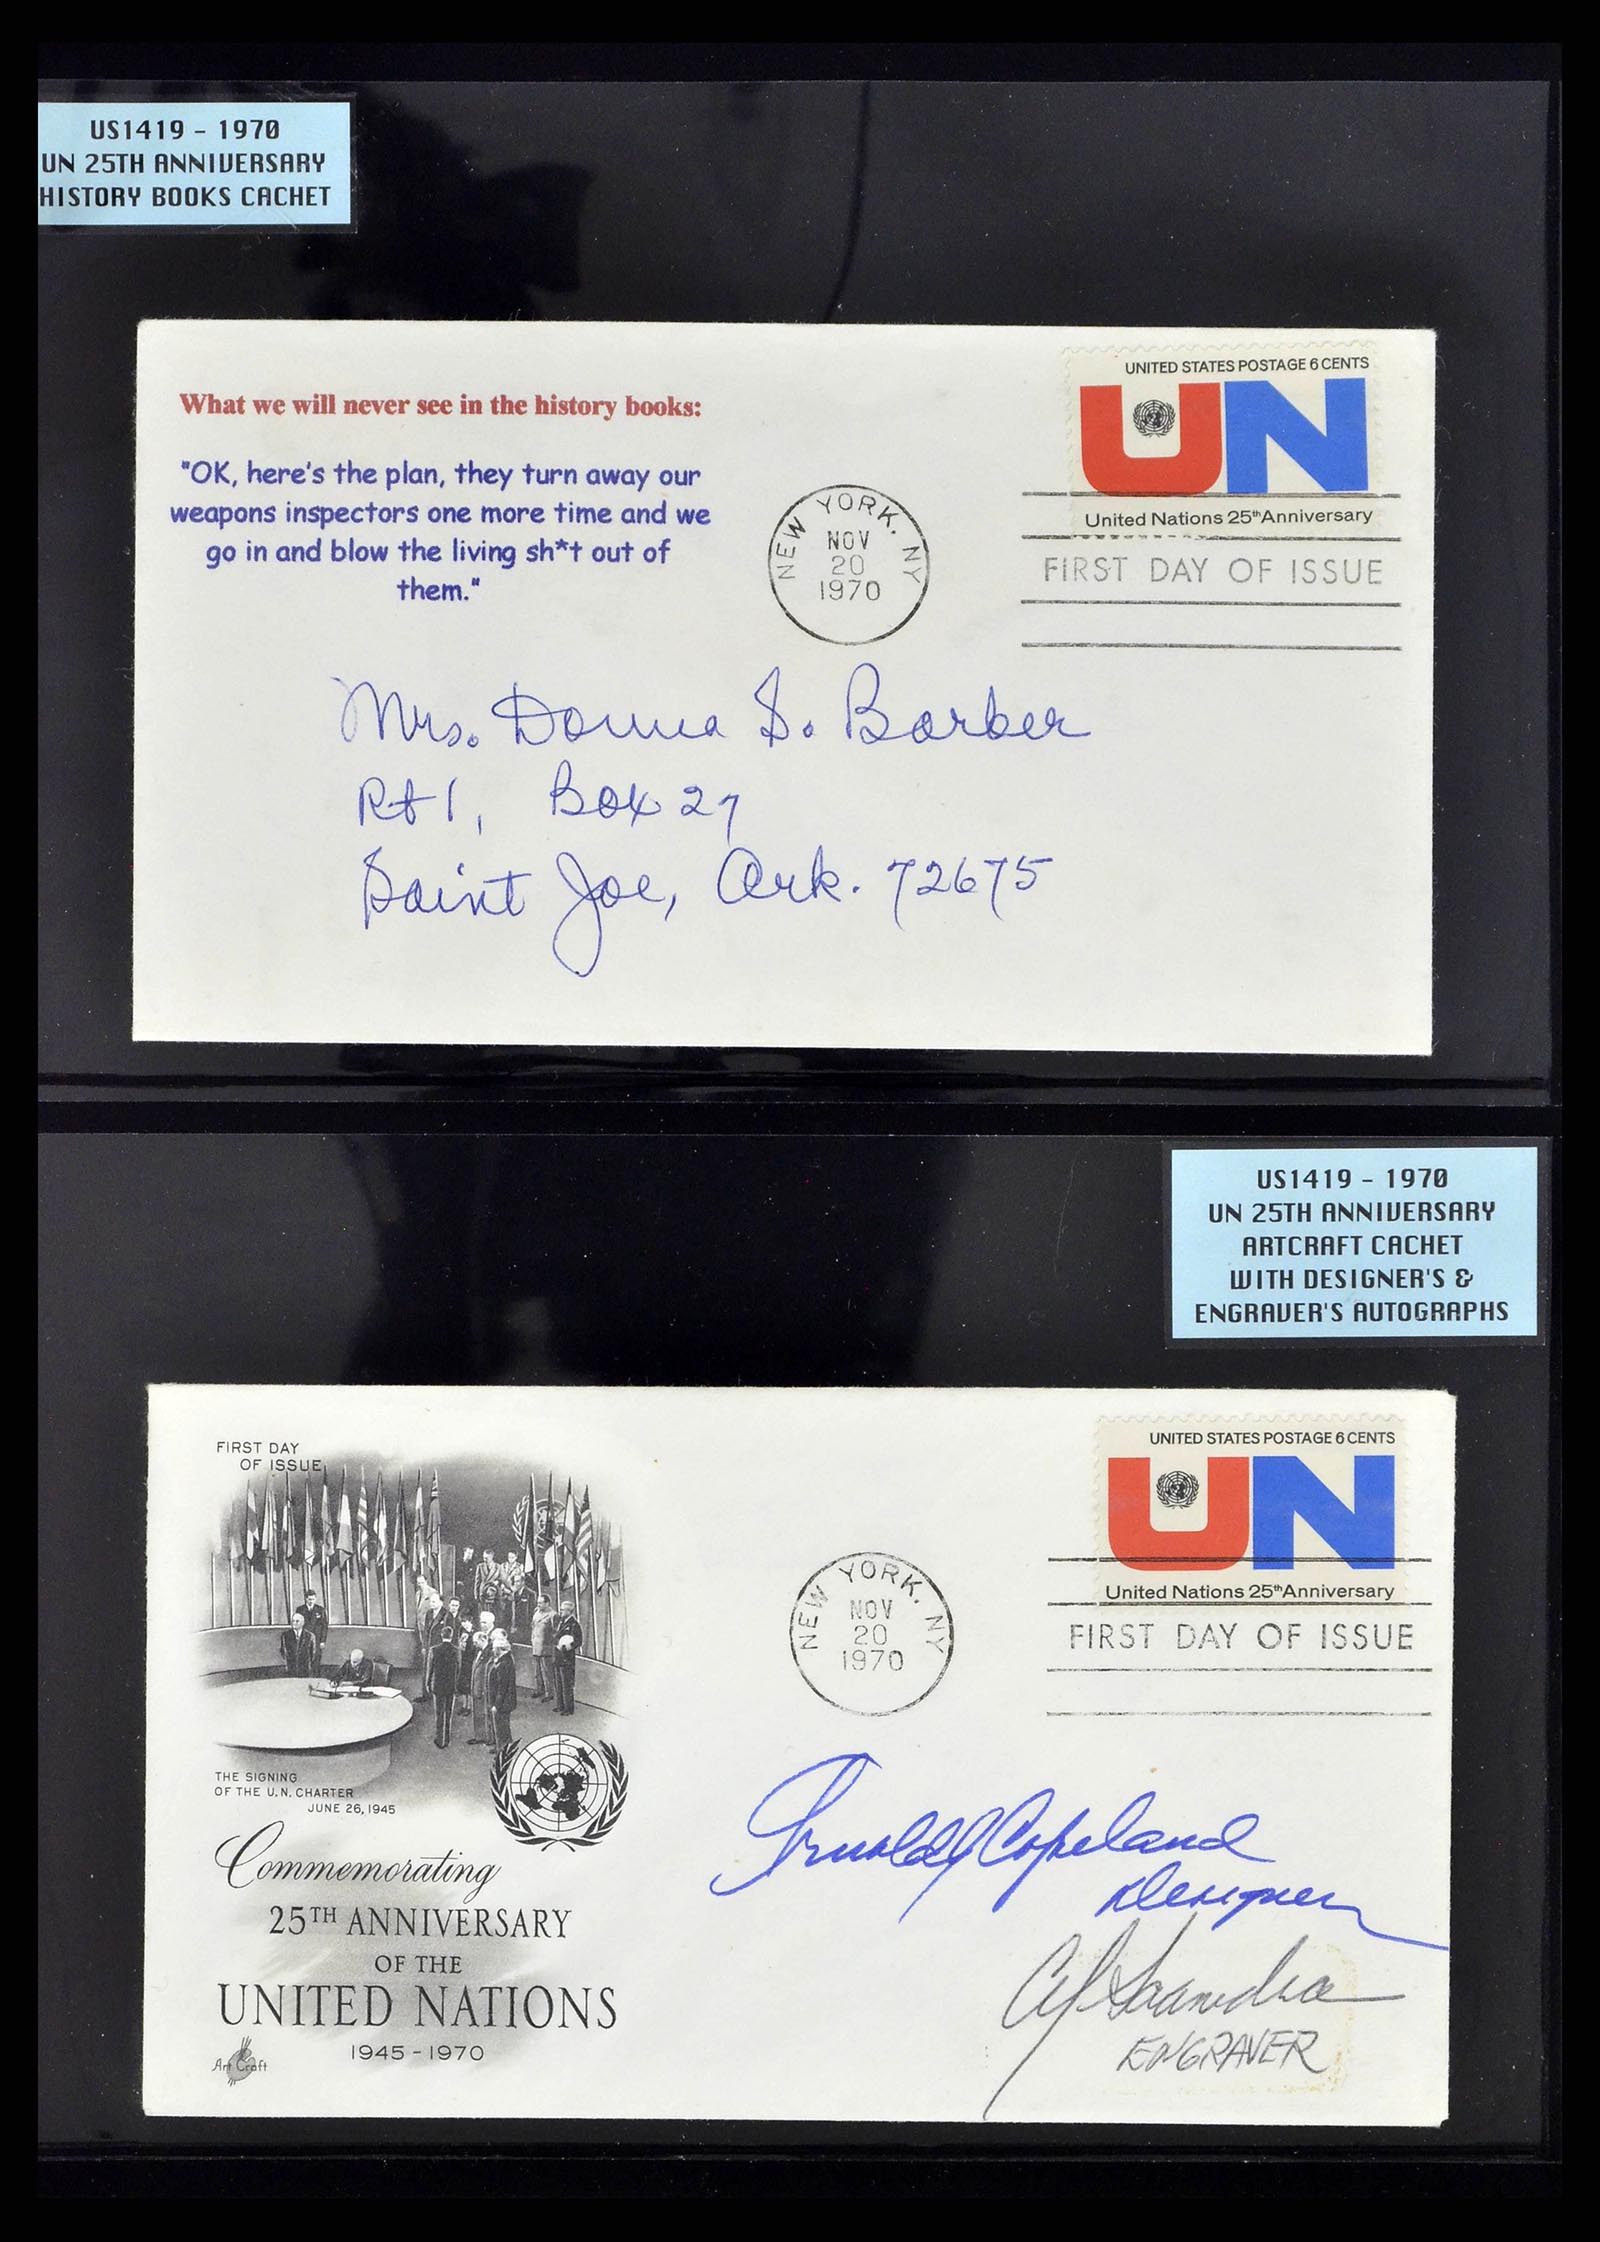 US1419 - 1970
UN 25TH ANNIVERSARY
HISTORY BOOKS CACHET
What we will never see in the history books:
"OK, here's the plan, they turn away our
weapons inspectors one more time and we
go in and blow the living sh*t out of
them."
NEW YORK, NY
NOV
20
1970
UNITED STATES POSTAGE 6 CENTS
UN
United Nations 25th Anniversary
FIRST DAY OF ISSUE
Mrs. Donna S. Barber
Rt 1, Box 27
Saint Joe, Ark. 72675
US1419 - 1970
UN 25TH ANNIVERSARY
ARTCRAFT CACHET
WITH DESIGNER'S &
ENGRAVER'S AUTOGRAPHS
FIRST DAY
OF ISSUE
THE SIGNING
OF THE U.N. CHARTER
JUNE 26, 1945
Commemorating
25TH ANNIVERSARY
OF THE
UNITED NATIONS
1945 - 1970
Art Craft
NEW YORK, NY
NOV
20
1970
UNITED STATES POSTAGE 6 CENTS
UN
United Nations 25th Anniversary
FIRST DAY OF ISSUE
Arnold Copeland
Designer
Saunders
ENGRAVER